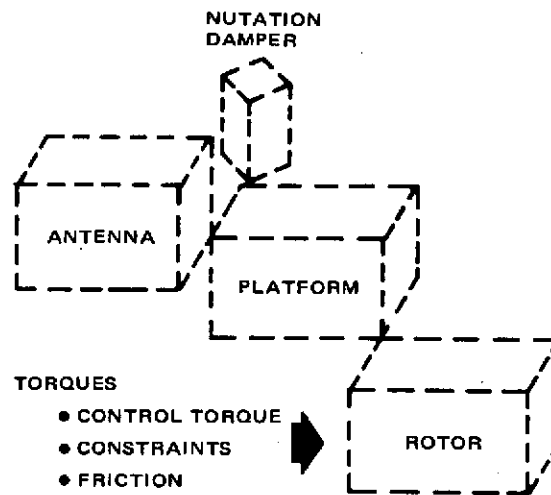 NUTATION
DAMPER
ANTENNA
PLATFORM
TORQUES
• CONTROL TORQUE
• CONSTRAINTS
• FRICTION
ROTOR